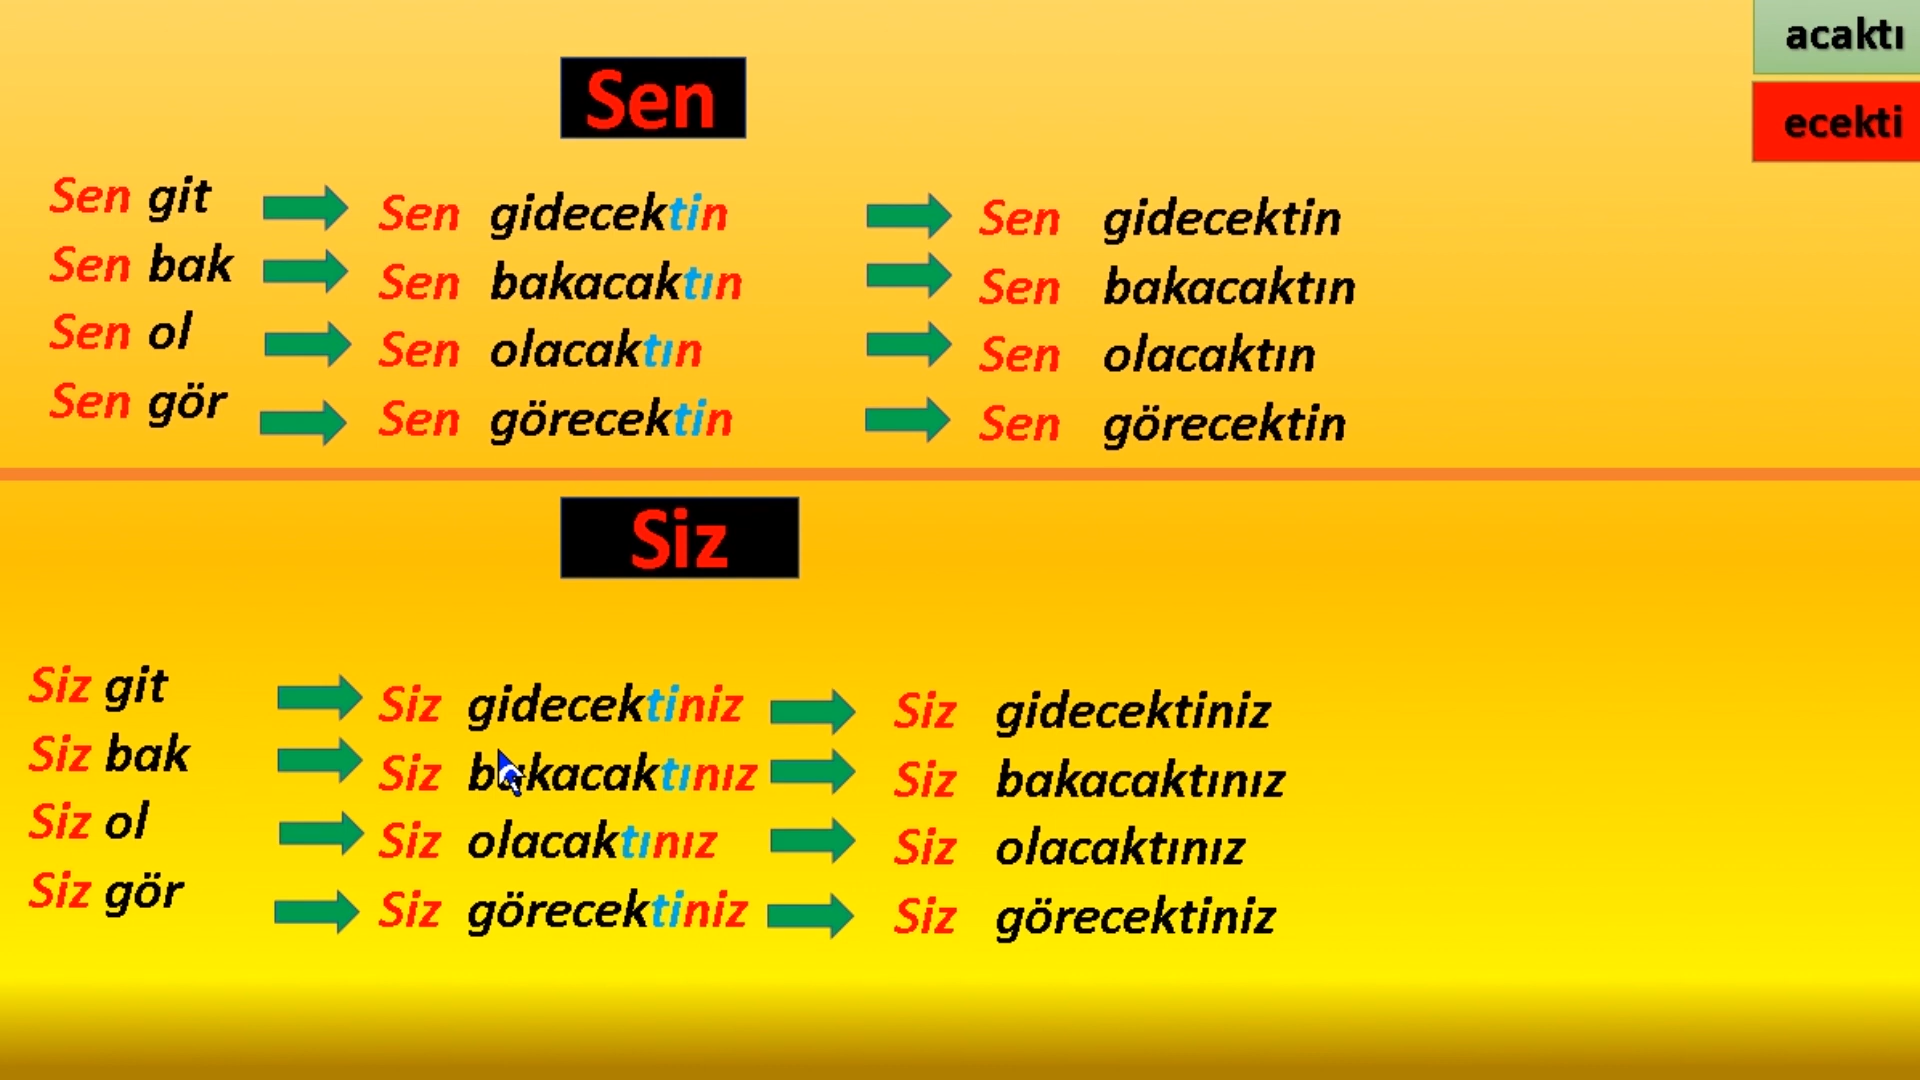 acaktı
ecekti
Sen
Sen git Sen gidecektin Sen gidecektin
Sen bak Sen bakacaktın Sen bakacaktın
Sen ol Sen olacaktın Sen olacaktın
Sen gör Sen görecektin Sen görecektin
Siz
Siz git Siz gidecektiniz Siz gidecektiniz
Siz bak Siz bakacaktınız Siz bakacaktınız
Siz ol Siz olacaktınız Siz olacaktınız
Siz gör Siz görecektiniz Siz görecektiniz